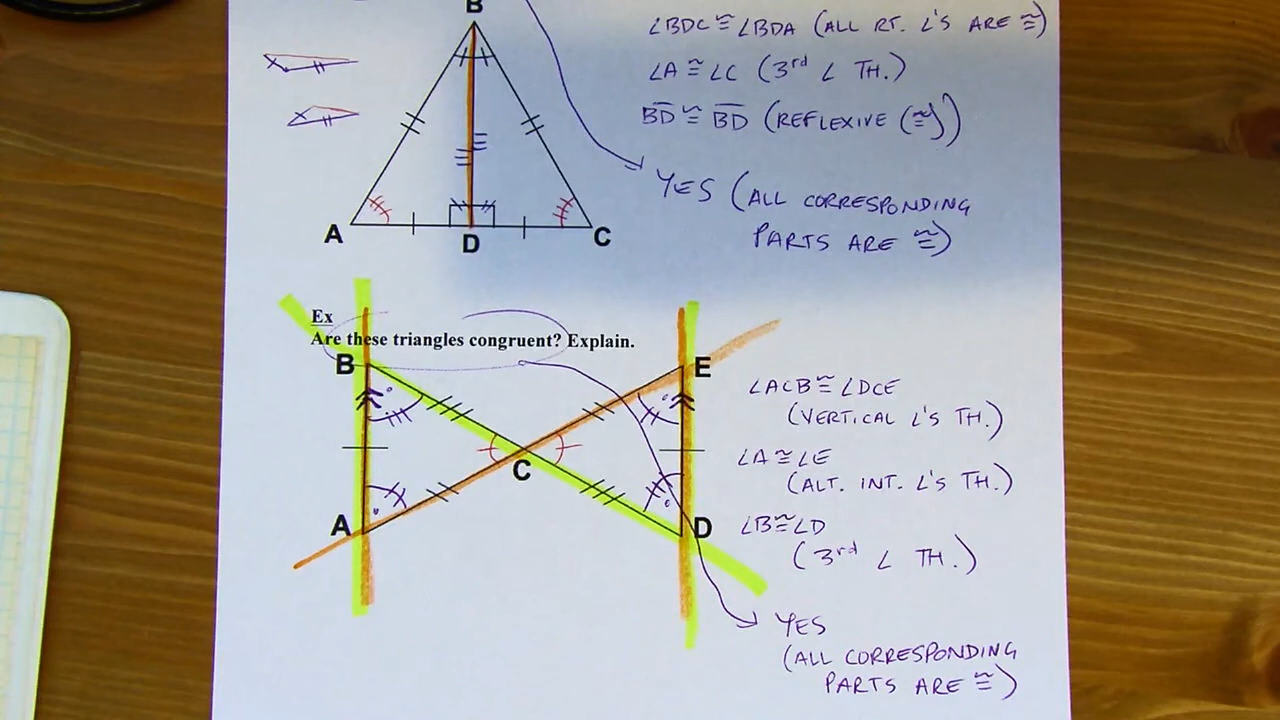 B
∠BDC ≅ ∠BDA (ALL RT. ∠'S ARE ≅)
∠A ≅ ∠C (3rd ∠ TH.)
BD ≅ BD (REFLEXIVE (≅))
YES (ALL CORRESPONDING
PARTS ARE ≅)
A
D
C
Ex
Are these triangles congruent? Explain.
B
E
∠ACB ≅ ∠DCE
(VERTICAL ∠'S TH.)
∠A ≅ ∠E
(ALT. INT. ∠'S TH.)
C
A
D
∠B ≅ ∠D
(3rd ∠ TH.)
YES
(ALL CORRESPONDING
PARTS ARE ≅)